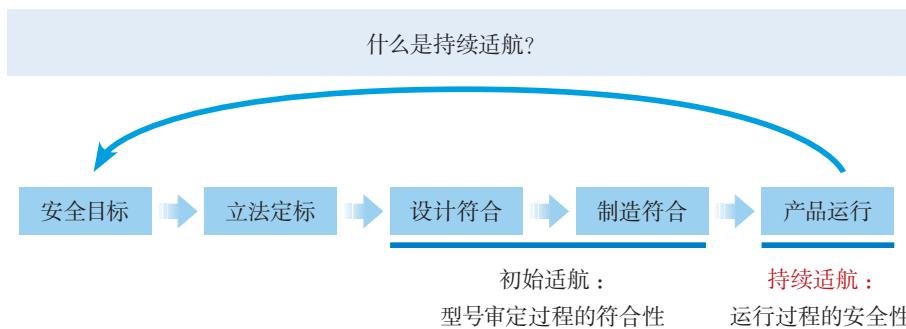 什么是持续适航?
安全目标 立法定标 设计符合 制造符合 产品运行
初始适航: 持续适航:
型号审定过程的符合性 运行过程的安全性